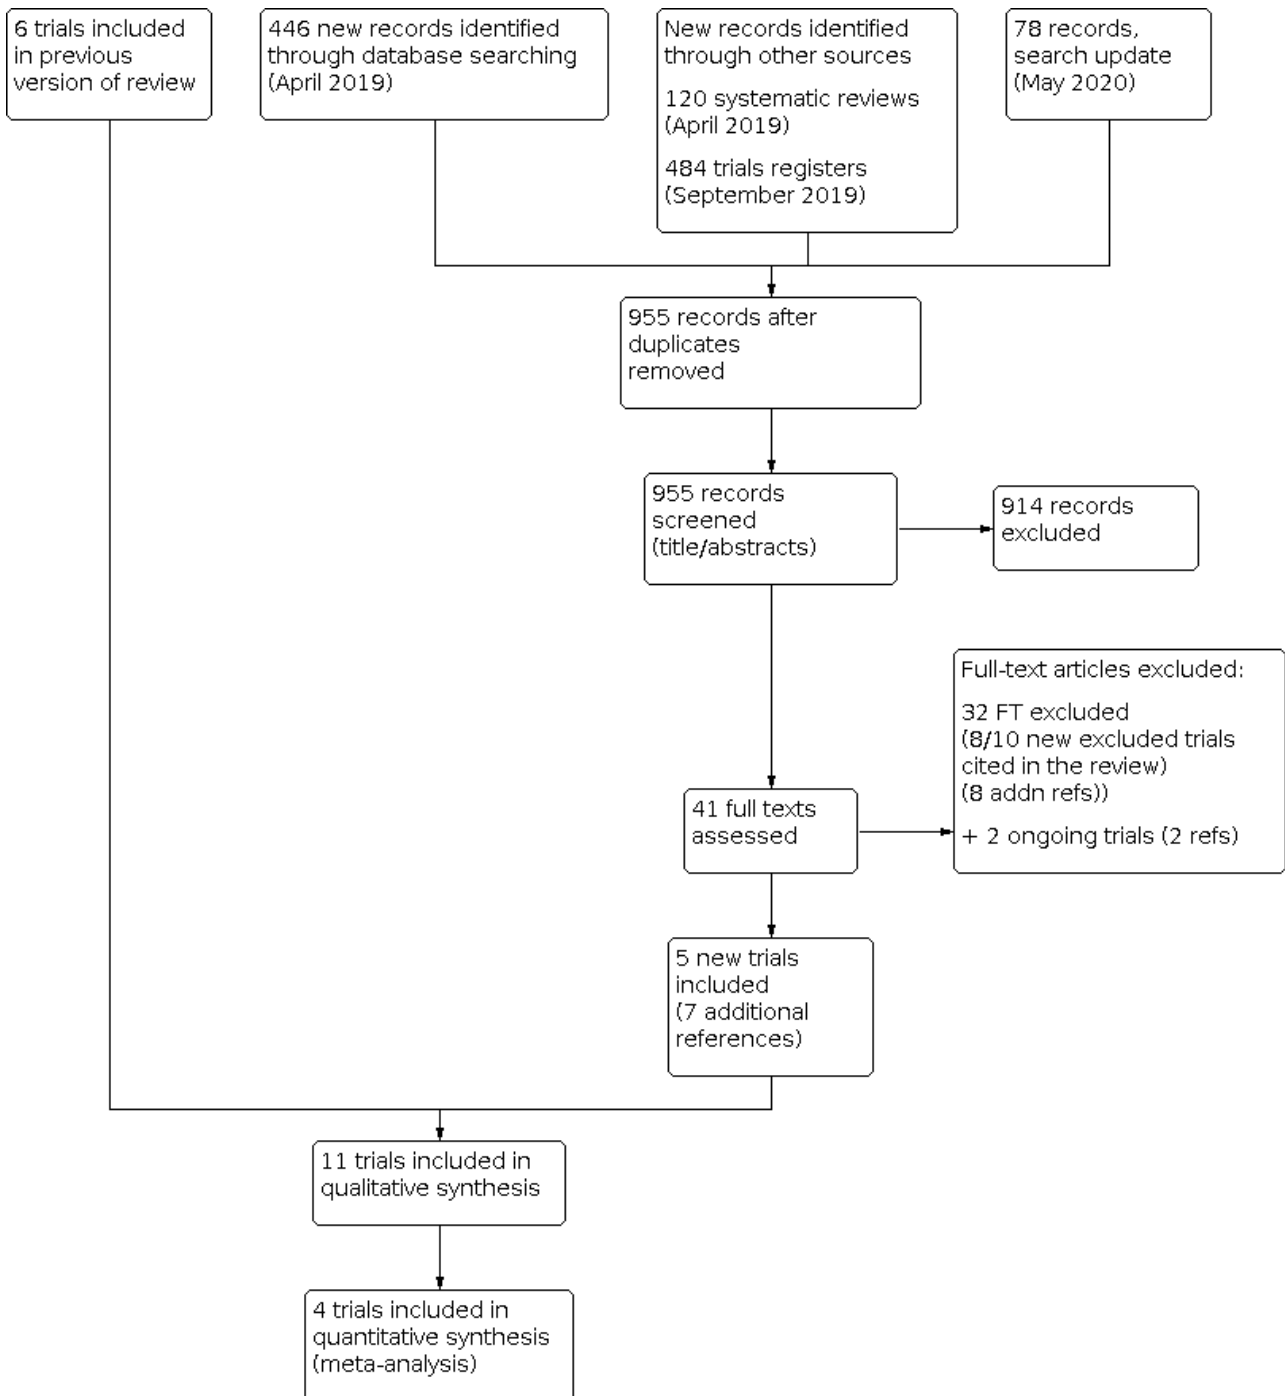 6 trials included
in previous
version of review
446 new records identified
through database searching
(April 2019)
New records identified
through other sources
120 systematic reviews
(April 2019)
484 trials registers
(September 2019)
78 records,
search update
(May 2020)
955 records after
duplicates
removed
955 records
screened
(title/abstracts)
914 records
excluded
41 full texts
assessed
Full-text articles excluded:
32 FT excluded
(8/10 new excluded trials
cited in the review)
(8 addn refs))
+ 2 ongoing trials (2 refs)
5 new trials
included
(7 additional
references)
11 trials included in
qualitative synthesis
4 trials included in
quantitative synthesis
(meta-analysis)